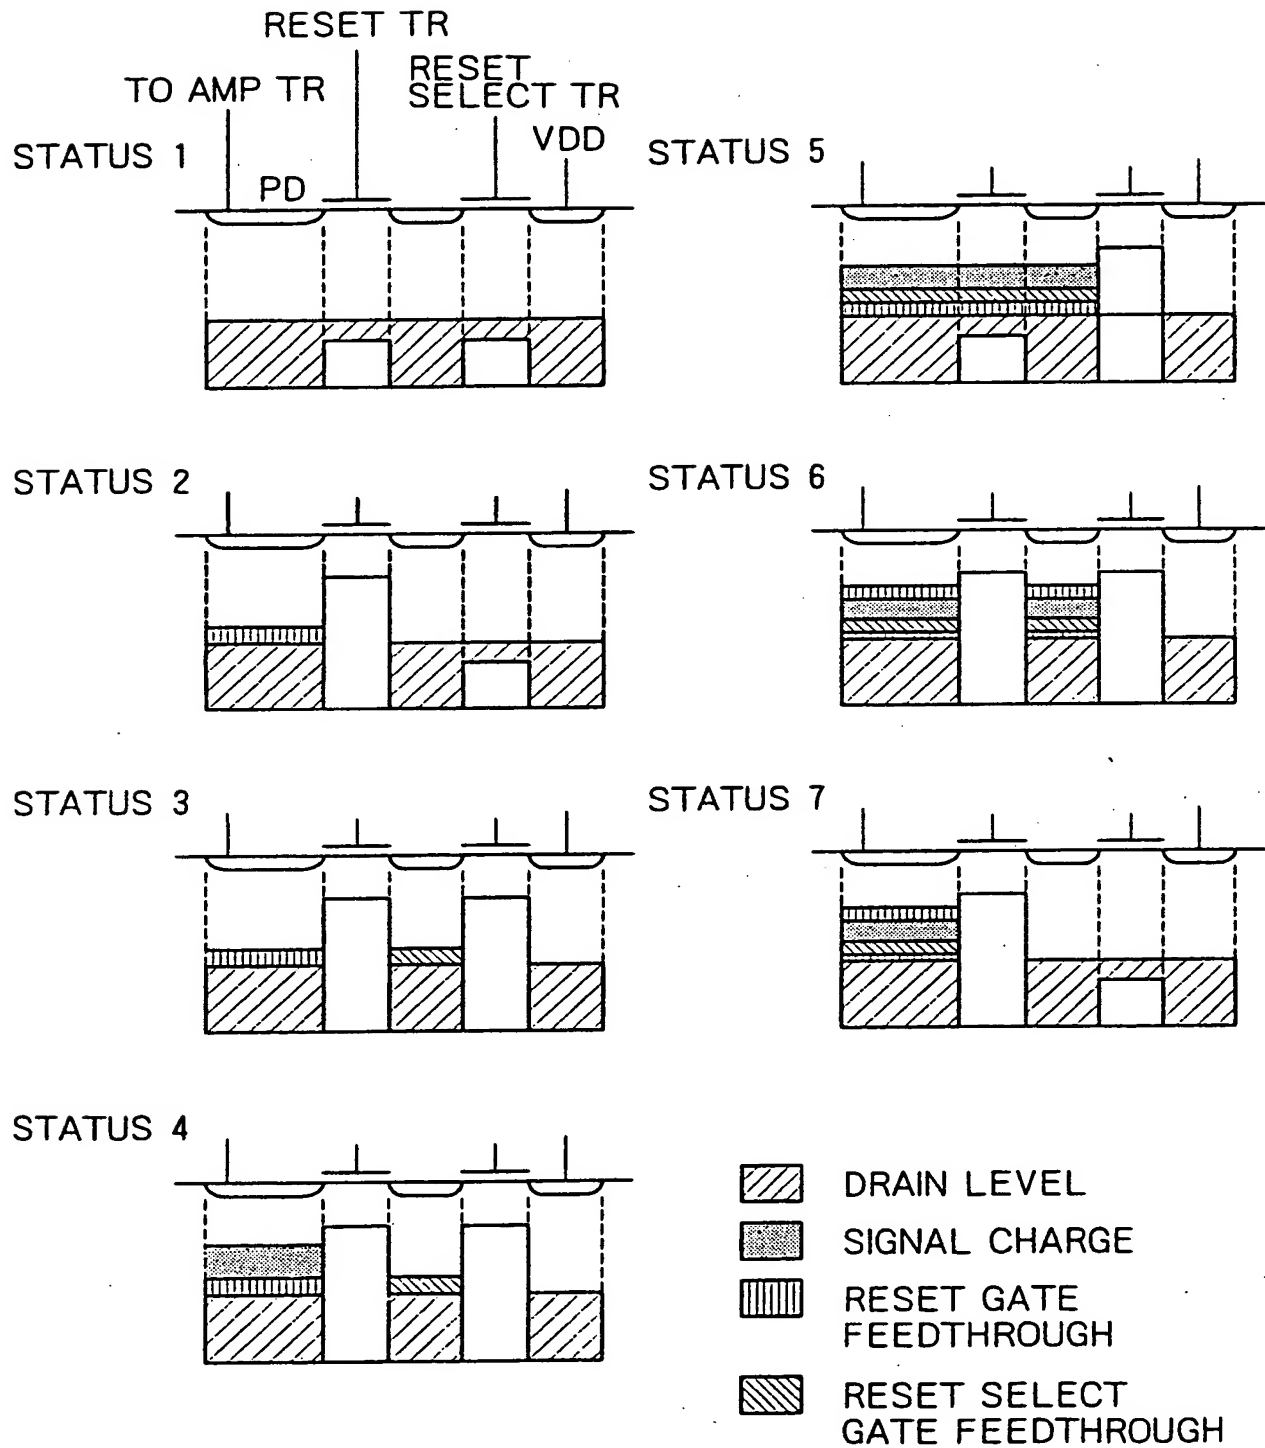 RESET TR
TO AMP TR
RESET
SELECT TR
VDD
PD
STATUS 1
STATUS 2
STATUS 3
STATUS 4
STATUS 5
STATUS 6
STATUS 7
DRAIN LEVEL
SIGNAL CHARGE
RESET GATE
FEEDTHROUGH
RESET SELECT
GATE FEEDTHROUGH